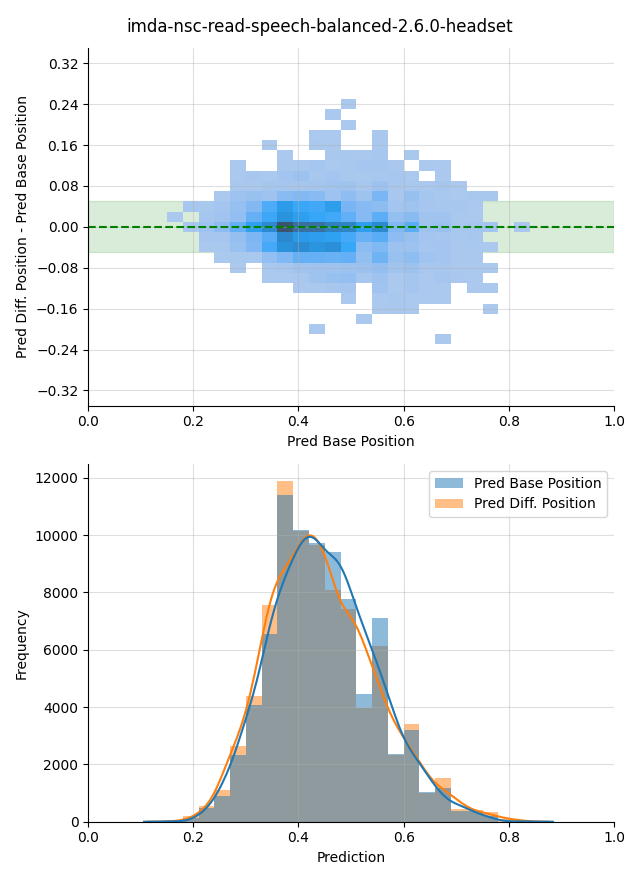 imda-nsc-read-speech-balanced-2.6.0-headset
Pred Diff. Position - Pred Base Position
0.32
0.24
0.16
0.08
0.00
−0.08
−0.16
−0.24
−0.32
0.0 0.2 0.4 0.6 0.8 1.0
Pred Base Position
Frequency
12000
10000
8000
6000
4000
2000
0
Pred Base Position
Pred Diff. Position
0.0 0.2 0.4 0.6 0.8 1.0
Prediction